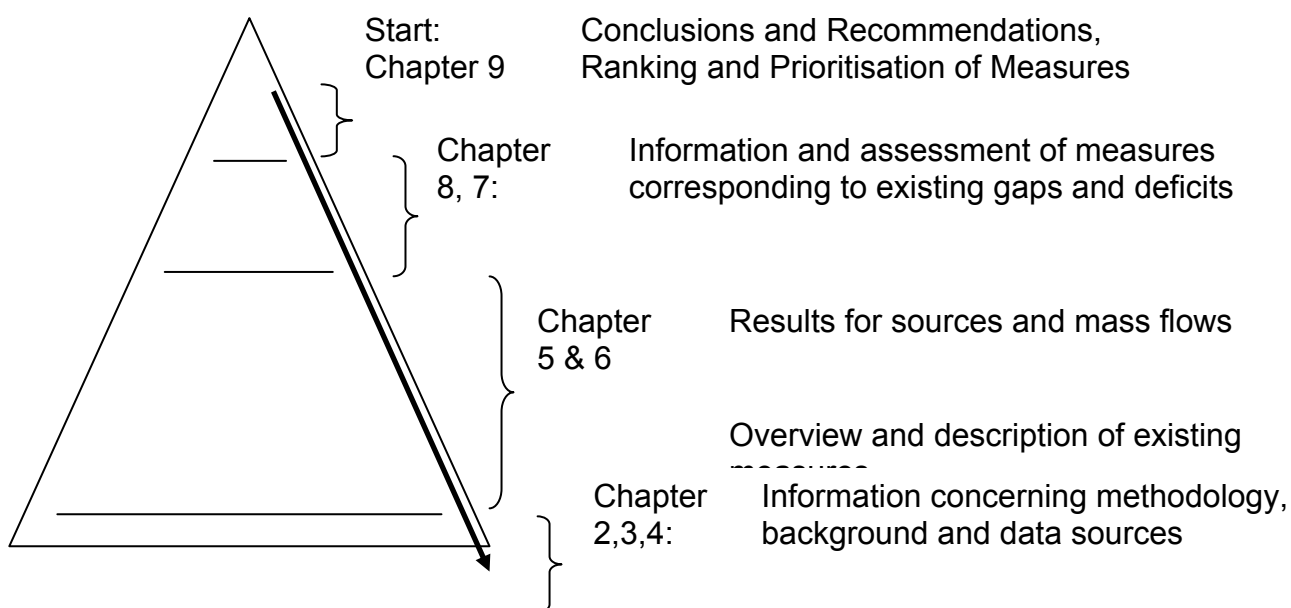 Start: Conclusions and Recommendations,
Chapter 9 Ranking and Prioritisation of Measures
Chapter Information and assessment of measures
8, 7: corresponding to existing gaps and deficits
Chapter Results for sources and mass flows
5 & 6
Overview and description of existing
Chapter Information concerning methodology,
2,3,4: background and data sources